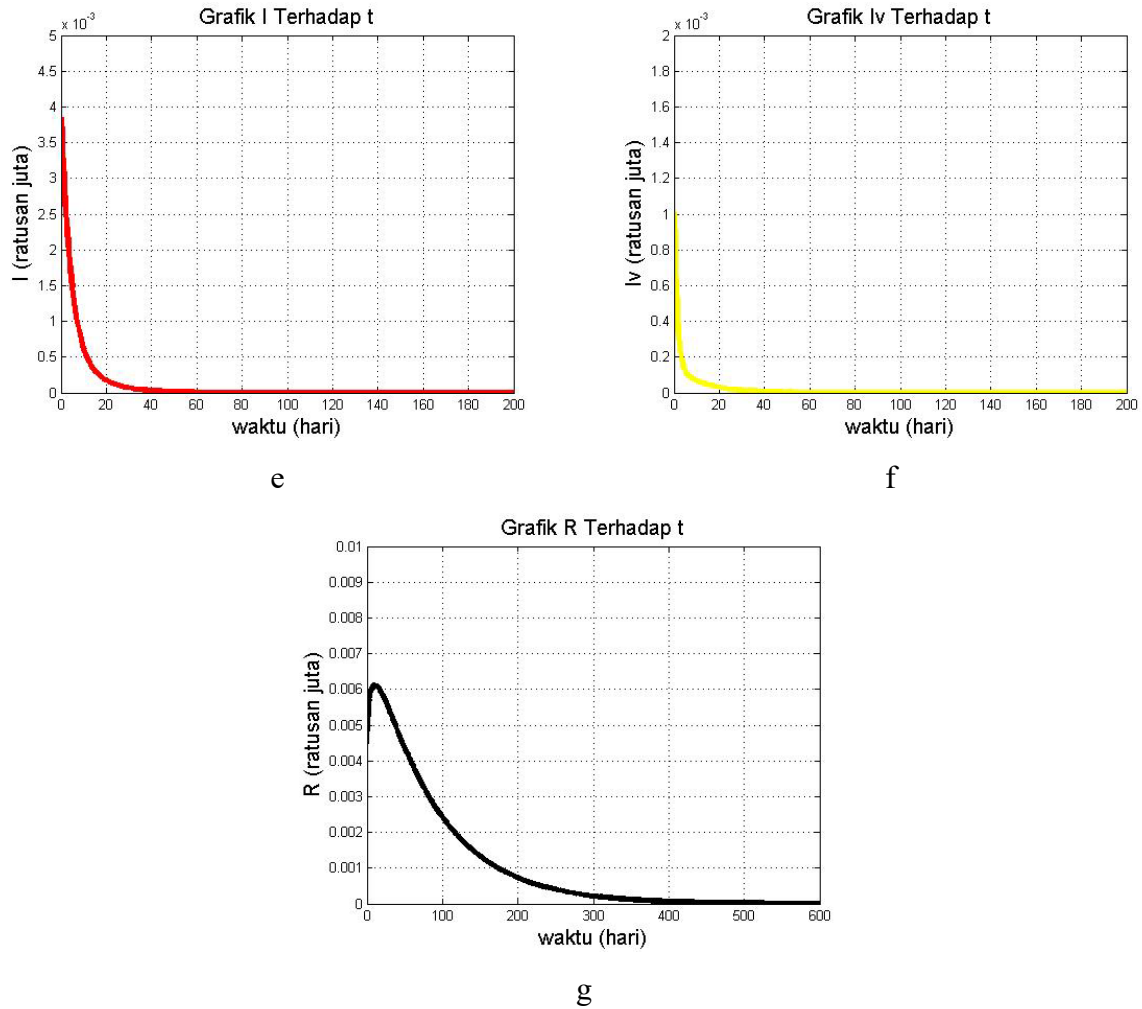 Grafik I Terhadap t
x 10^-3
5
4.5
4
3.5
3
2.5
2
1.5
1
0.5
0
I (ratusan juta)
0 20 40 60 80 100 120 140 160 180 200
waktu (hari)
e
Grafik Iv Terhadap t
x 10^-3
2
1.8
1.6
1.4
1.2
1
0.8
0.6
0.4
0.2
0
Iv (ratusan juta)
0 20 40 60 80 100 120 140 160 180 200
waktu (hari)
f
Grafik R Terhadap t
0.01
0.009
0.008
0.007
0.006
0.005
0.004
0.003
0.002
0.001
0
R (ratusan juta)
0 100 200 300 400 500 600
waktu (hari)
g